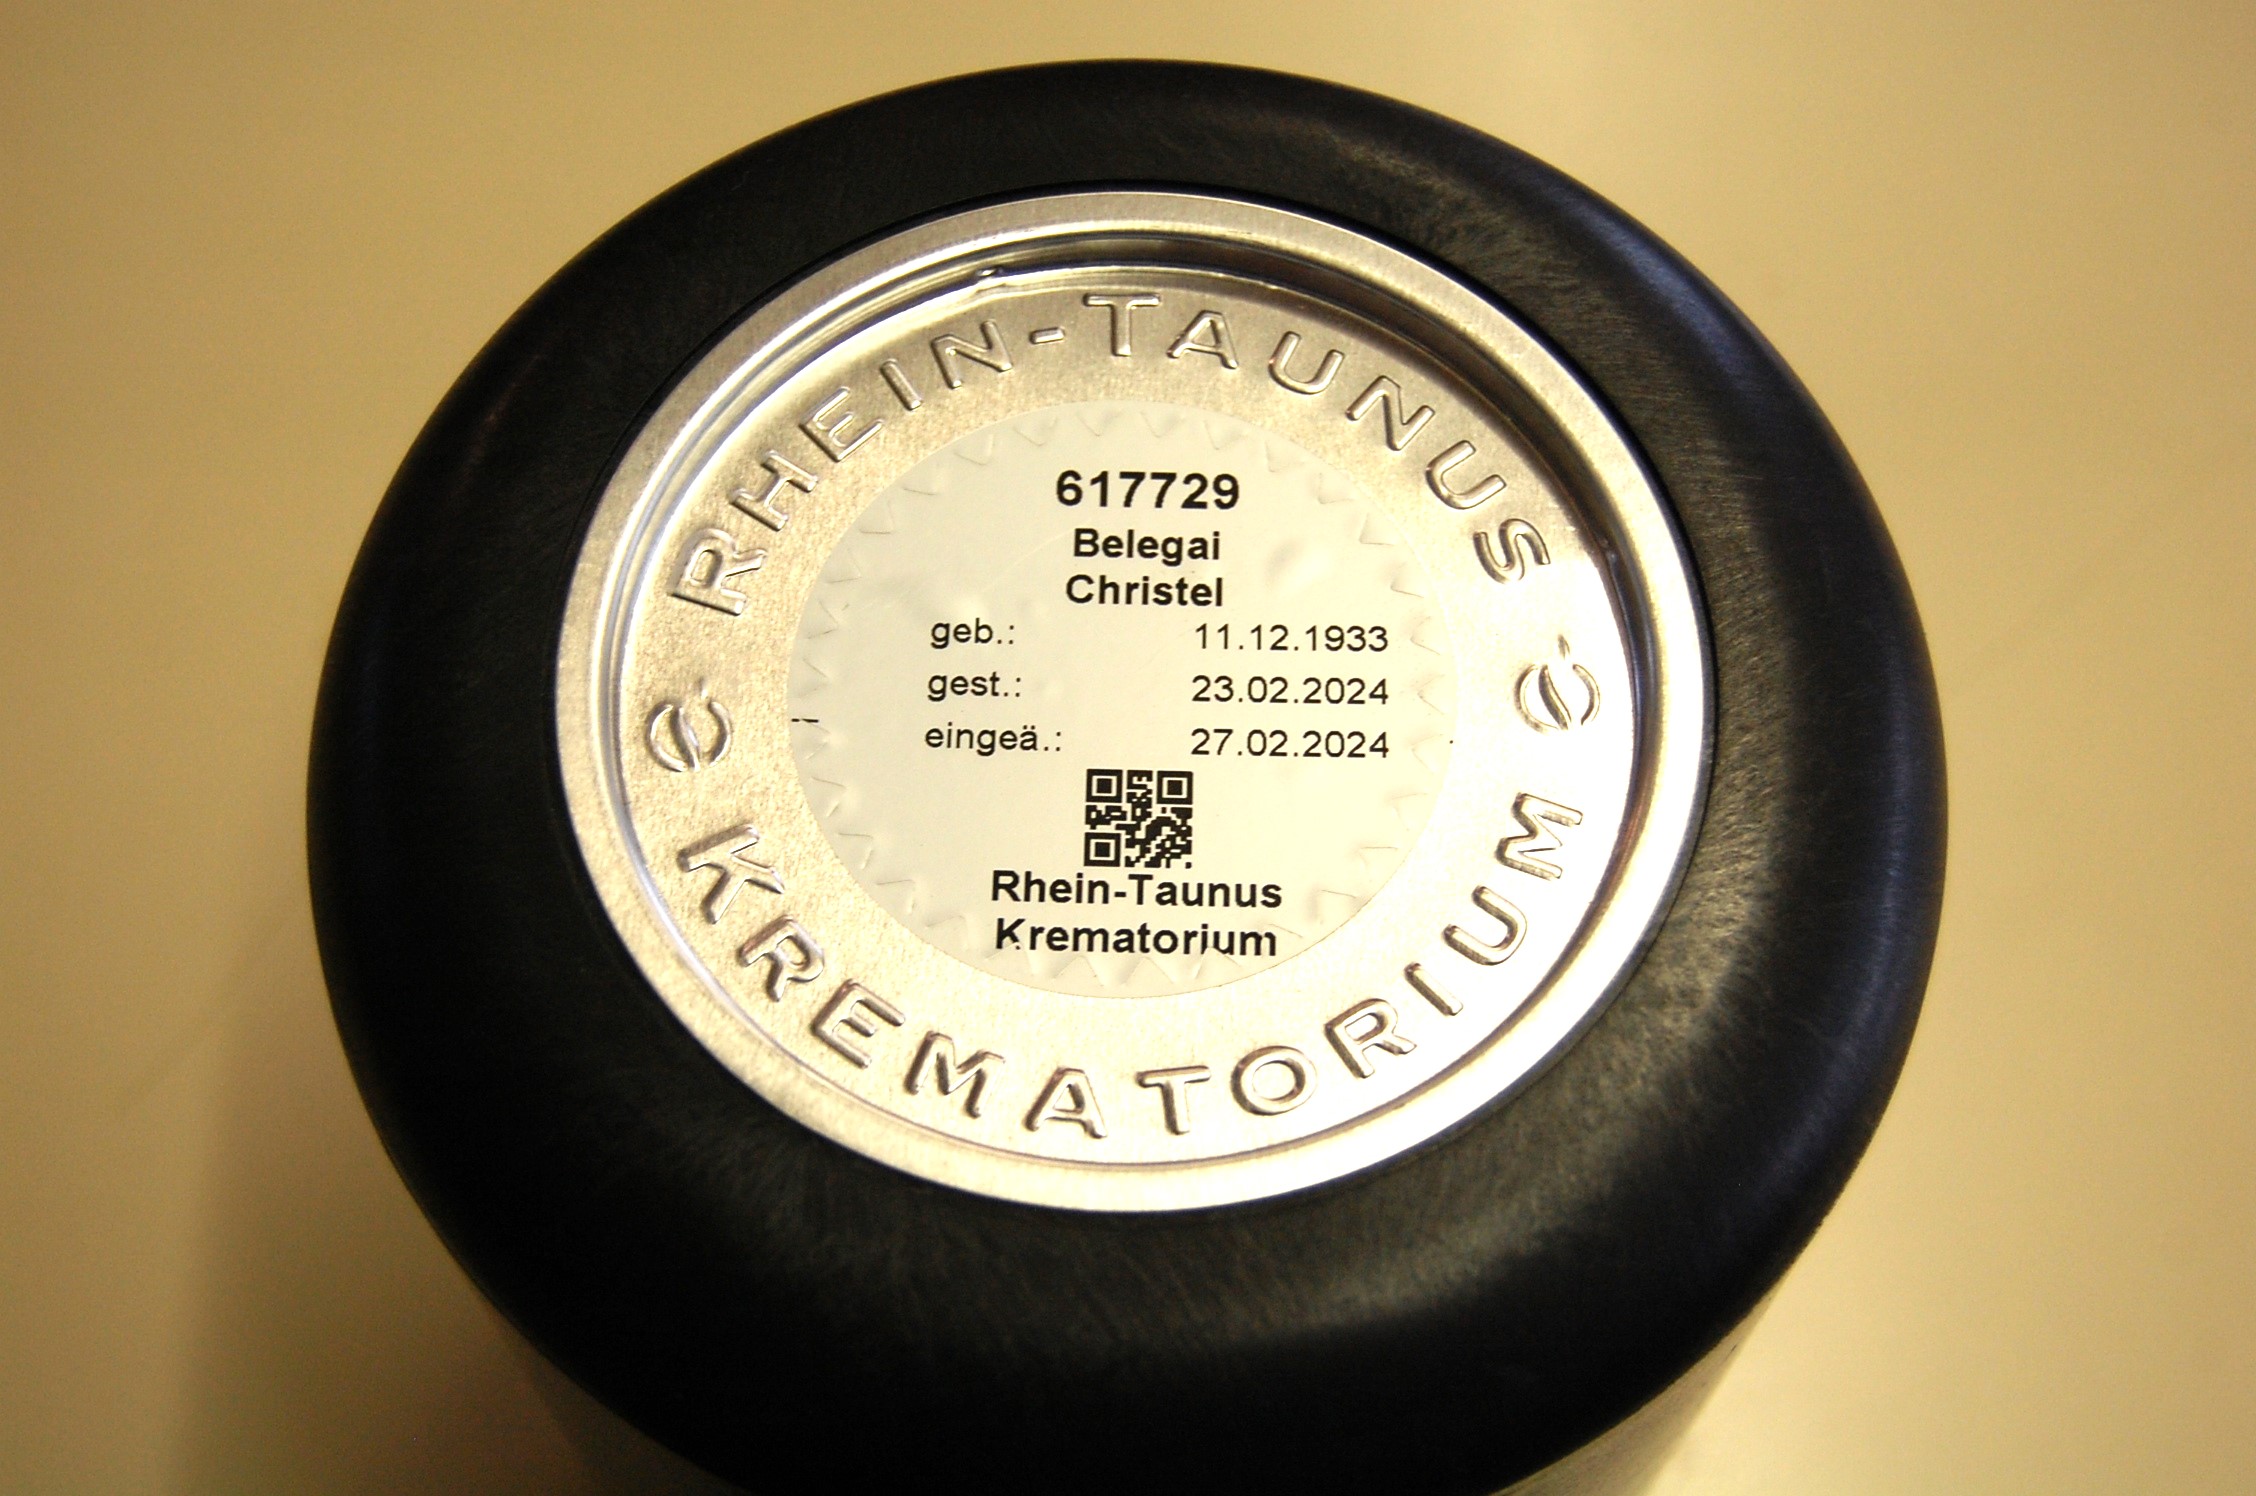 RHEIN-TAUNUS
617729
Belegai
Christel
geb.: 11.12.1933
gest.: 23.02.2024
eingeä.: 27.02.2024
Rhein-Taunus
Krematorium
KREMATORIUM